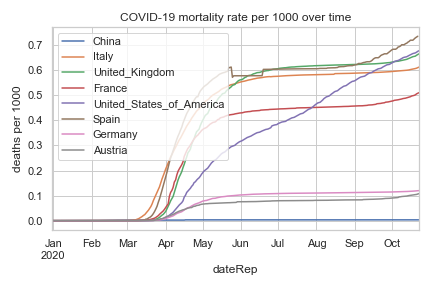 COVID-19 mortality rate per 1000 over time
deaths per 1000
0.7
0.6
0.5
0.4
0.3
0.2
0.1
0.0
China
Italy
United_Kingdom
France
United_States_of_America
Spain
Germany
Austria
Jan Feb Mar Apr May Jun Jul Aug Sep Oct
2020
dateRep